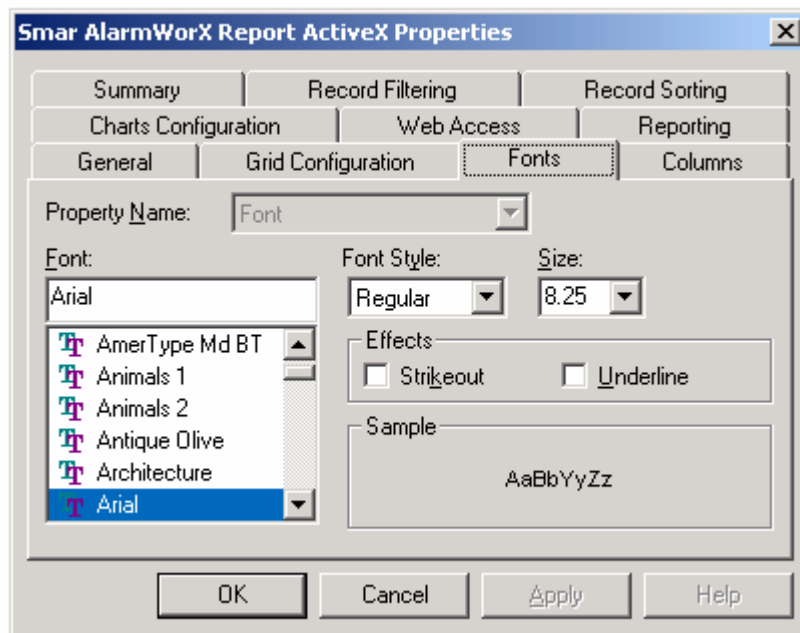 Smar AlarmWorX Report ActiveX Properties
Summary Record Filtering Record Sorting
Charts Configuration Web Access Reporting
General Grid Configuration Fonts Columns
Property Name: Font
Font: Font Style: Size:
Arial Regular 8.25
AmerType Md BT
Animals 1
Animals 2
Antique Olive
Architecture
Arial
Effects
Strikeout Underline
Sample
AaBbYyZz
OK Cancel Apply Help